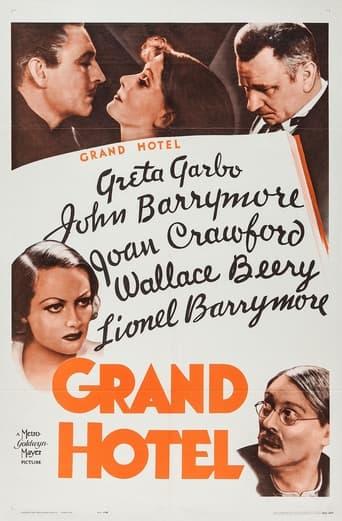 GRAND HOTEL
Greta Garbo
John Barrymore
Joan Crawford
Wallace Beery
Lionel Barrymore
GRAND
HOTEL
A Metro
Goldwyn
Mayer
PICTURE